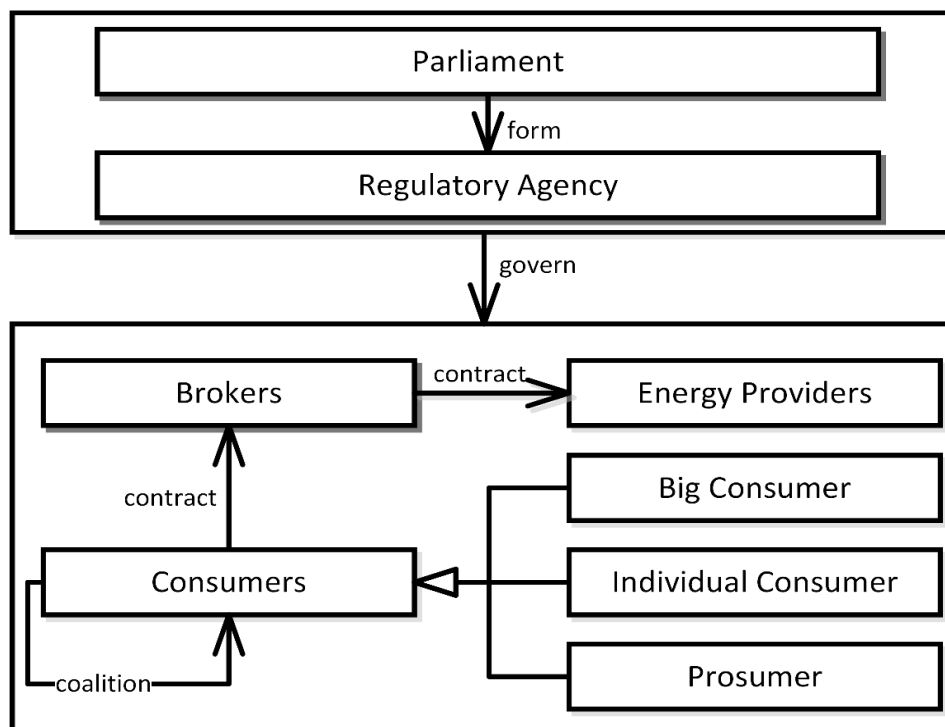 Parliament
form
Regulatory Agency
govern
Brokers
contract
Energy Providers
contract
Big Consumer
Consumers
Individual Consumer
coalition
Prosumer